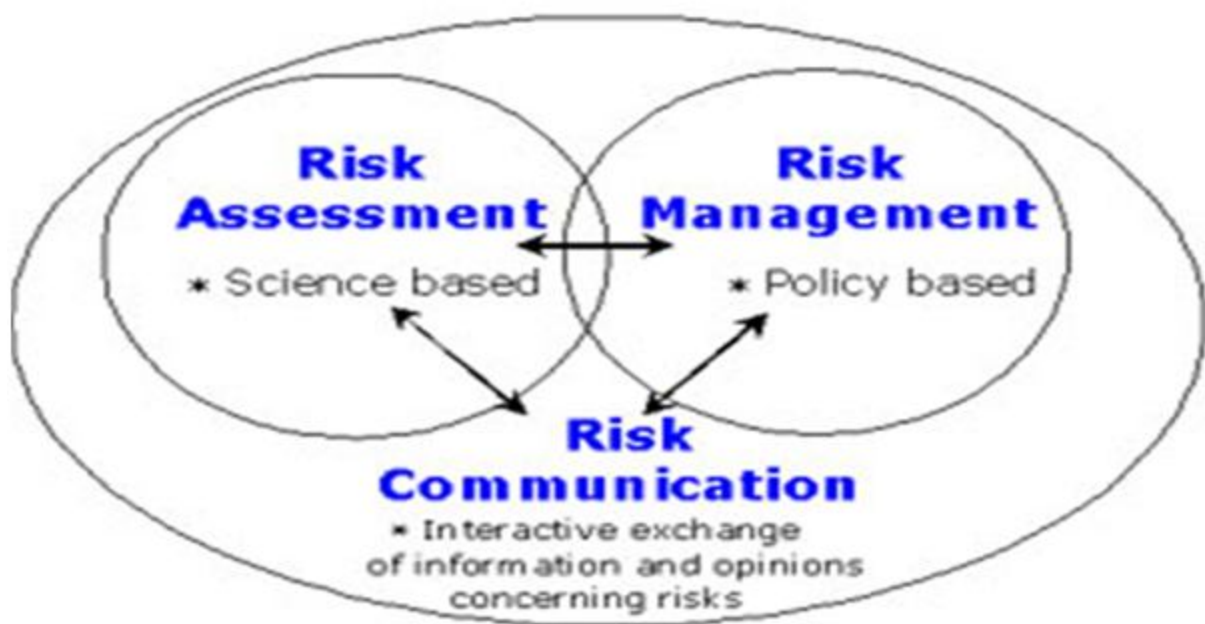 Risk
Assessment
* Science based
Risk
Management
* Policy based
Risk
Communication
* Interactive exchange
of information and opinions
concerning risks